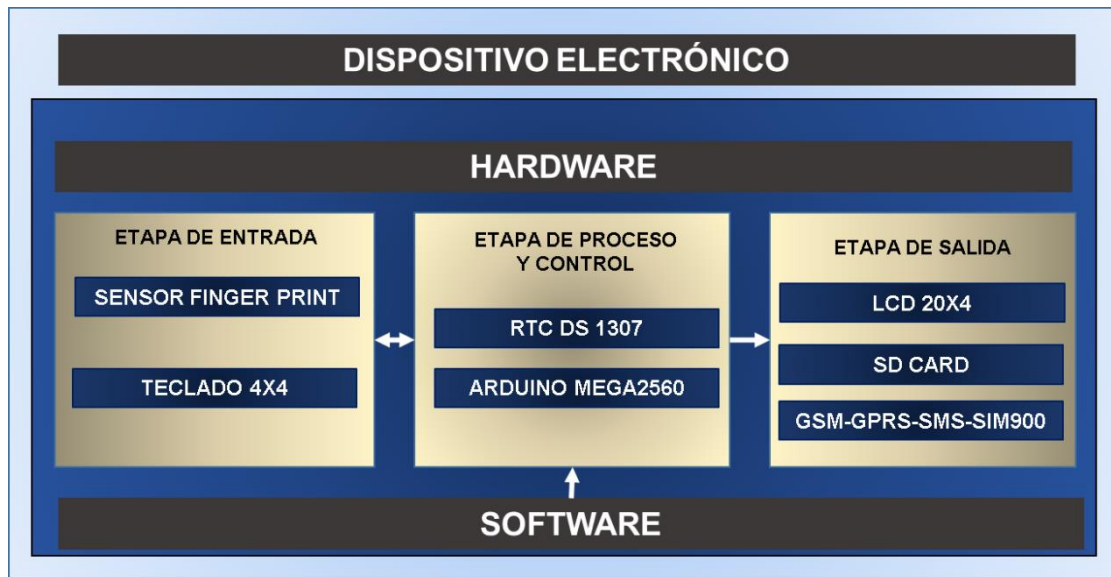 DISPOSITIVO ELECTRÓNICO
HARDWARE
ETAPA DE ENTRADA
SENSOR FINGER PRINT
TECLADO 4X4
ETAPA DE PROCESO
Y CONTROL
RTC DS 1307
ARDUINO MEGA2560
ETAPA DE SALIDA
LCD 20X4
SD CARD
GSM-GPRS-SMS-SIM900
SOFTWARE